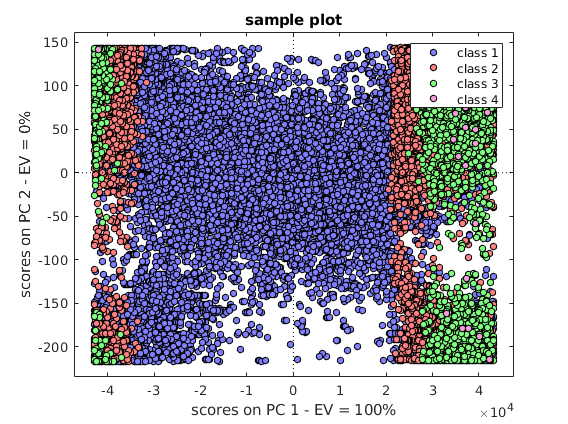 sample plot
class 1
class 2
class 3
class 4
150
100
50
0
-50
-100
-150
-200
scores on PC 2 - EV = 0%
-4
-3
-2
-1
0
1
2
3
4
×10⁴
scores on PC 1 - EV = 100%